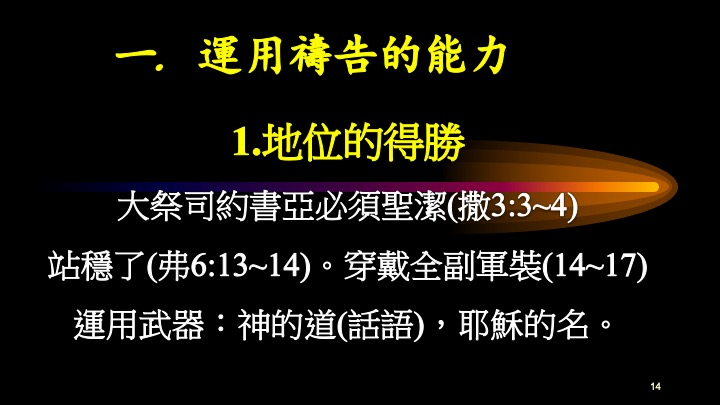 一. 運用禱告的能力
1.地位的得勝
大祭司約書亞必須聖潔(撒3:3~4)
站穩了(弗6:13~14)。穿戴全副軍裝(14~17)
運用武器：神的道(話語)，耶穌的名。
14